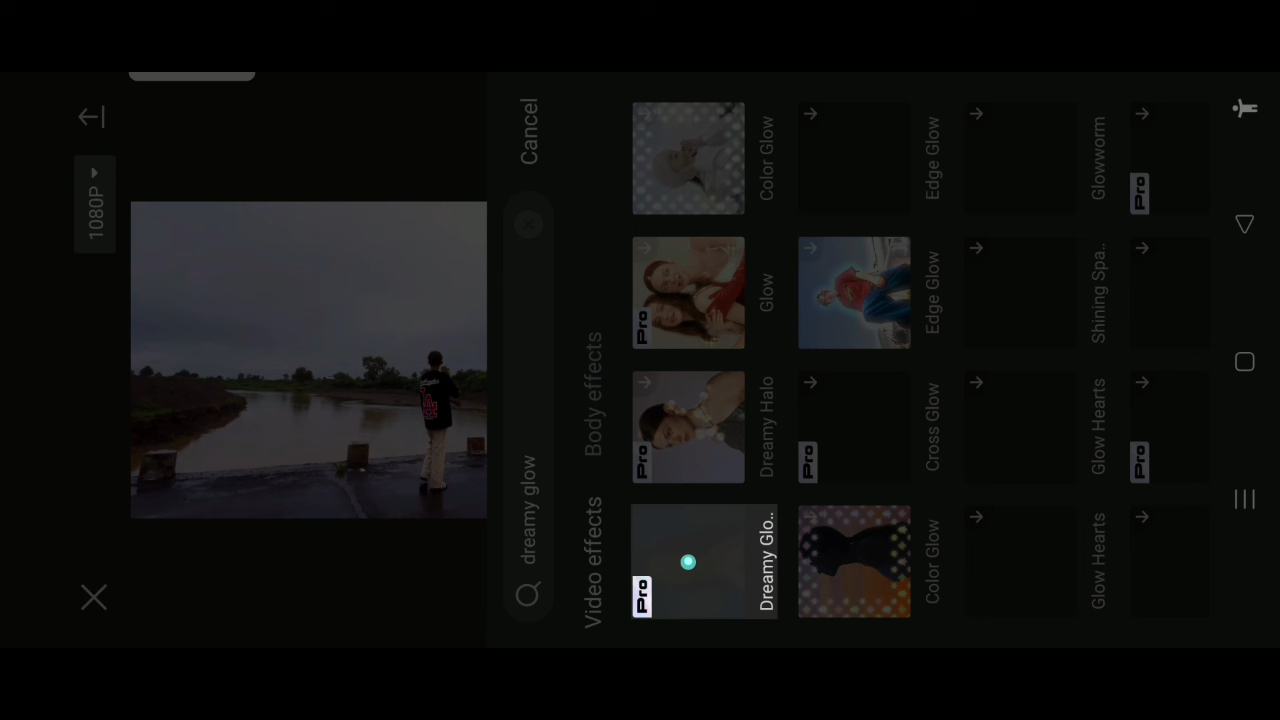 1080P
dreamy glow
Cancel
Video effects
Body effects
Pro
Dreamy Glo..
Pro
Dreamy Halo
Pro
Glow
Color Glow
Color Glow
Pro
Cross Glow
Edge Glow
Edge Glow
Glow Hearts
Glow Hearts
Shining Spa..
Glowworm
Pro
Pro